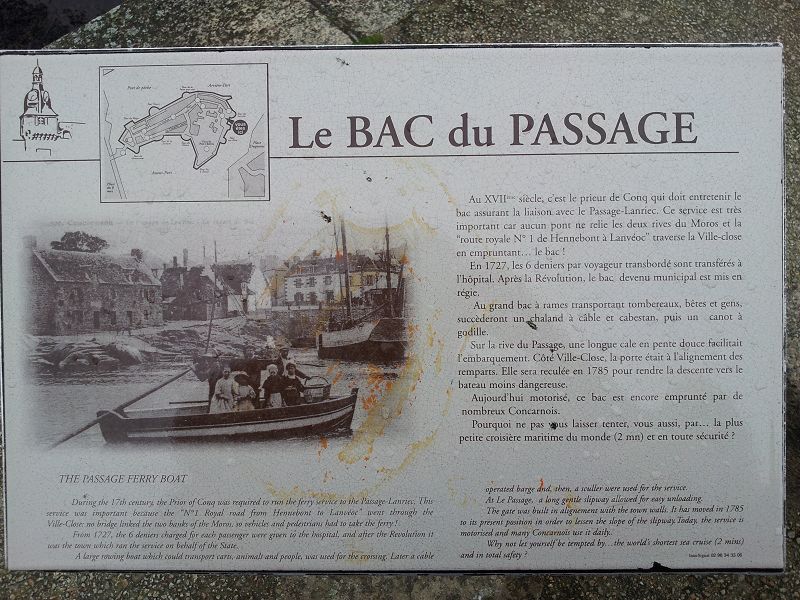 Port de pêche
Arrière-Port
VOUS
ETES
ICI
Avant-Port
Le BAC du PASSAGE
Au XVIIème siècle, c'est le prieur de Conq qui doit entretenir le
bac assurant la liaison avec le Passage-Lanriec. Ce service est très
important car aucun pont ne relie les deux rives du Moros et la
"route royale N° 1 de Hennebont à Lanvéoc" traverse la Ville-close
en empruntant… le bac !
En 1727, les 6 deniers par voyageur transbordé sont transférés à
l'hôpital. Après la Révolution, le bac devenu municipal est mis en
régie.
Au grand bac à rames transportant tombereaux, bêtes et gens,
succèderont un chaland à câble et cabestan, puis un canot à
godille.
Sur la rive du Passage, une longue cale en pente douce facilitait
l'embarquement. Côté Ville-Close, la porte était à l'alignement des
remparts. Elle sera reculée en 1785 pour rendre la descente vers le
bateau moins dangereuse.
Aujourd'hui motorisé, ce bac est encore emprunté par de
nombreux Concarnois.
Pourquoi ne pas vous laisser tenter, vous aussi, par… la plus
petite croisière maritime du monde (2 mn) et en toute sécurité ?
THE PASSAGE FERRY BOAT
During the 17th century, the Prior of Conq was required to run the ferry service to the Passage-Lanriec. This
service was important because the "N°1 Royal road from Hennebont to Lanvéoc" went through the
Ville-Close: no bridge linked the two banks of the Moros, so vehicles and pedestrians had to take the ferry !
From 1727, the 6 deniers charged for each passenger were given to the hospital, and after the Revolution it
was the town which ran the service on behalf of the State.
A large rowing boat which could transport carts, animals and people, was used for the crossing. Later a cable
operated barge and, then, a sculler were used for the service.
At Le Passage, a long gentle slipway allowed for easy unloading.
The gate was built in alignement with the town walls. It has moved in 1785
to its present position in order to lessen the slope of the slipway. Today, the service is
motorised and many Concarnois use it daily.
Why not let yourself be tempted by…the world's shortest sea cruise (2 mins)
and in total safety ?
02 98 34 33 06